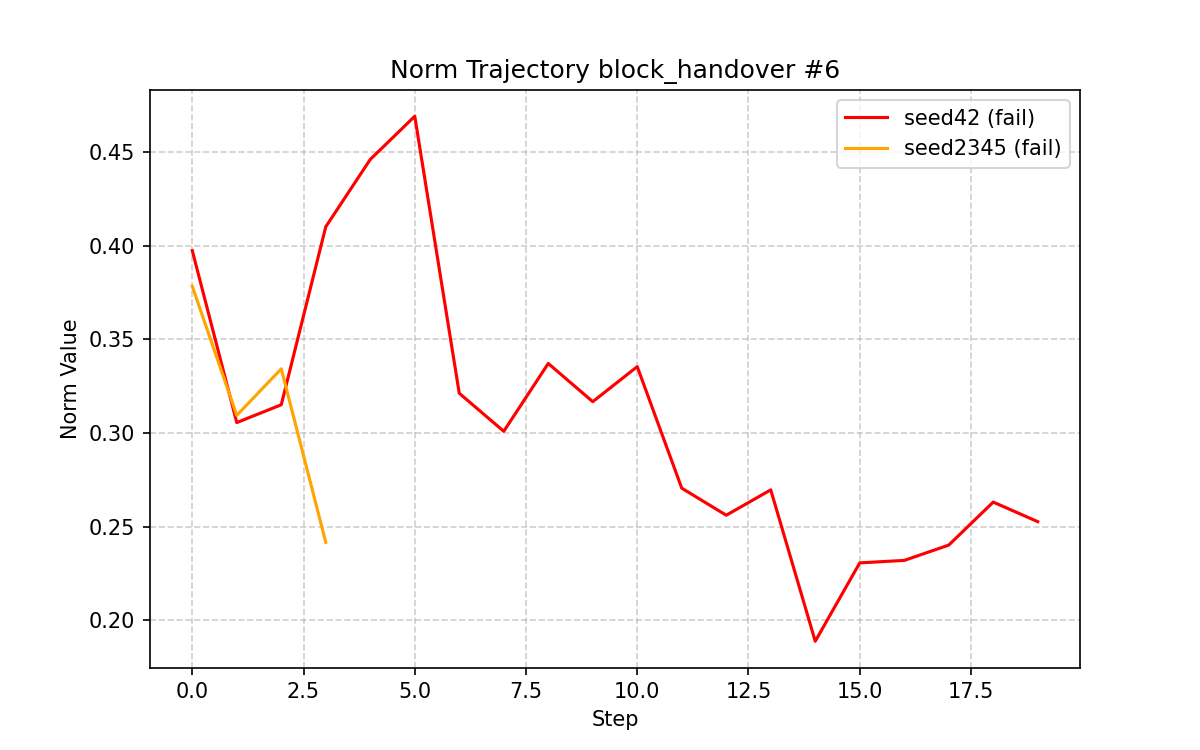 Norm Trajectory block_handover #6
seed42 (fail)
seed2345 (fail)
Norm Value
0.45
0.40
0.35
0.30
0.25
0.20
0.0 2.5 5.0 7.5 10.0 12.5 15.0 17.5
Step